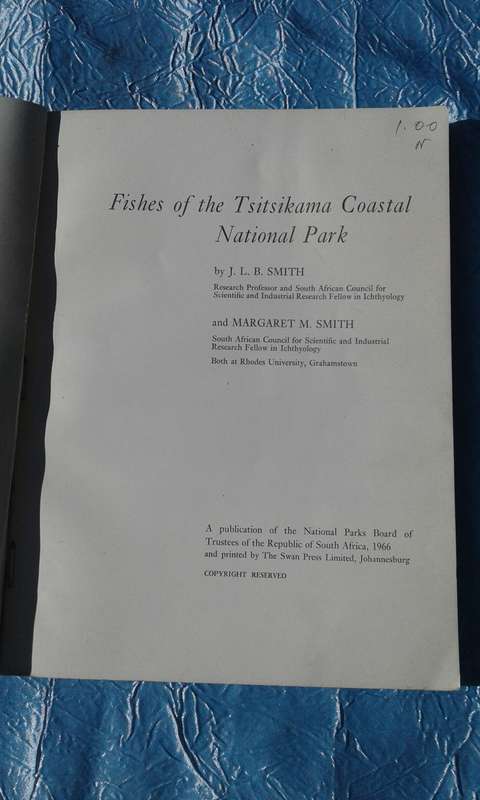 1.00
N
Fishes of the Tsitsikama Coastal
National Park
by J. L. B. SMITH
Research Professor and South African Council for
Scientific and Industrial Research Fellow in Ichthyology
and MARGARET M. SMITH
South African Council for Scientific and Industrial
Research Fellow in Ichthyology
Both at Rhodes University, Grahamstown
A publication of the National Parks Board of
Trustees of the Republic of South Africa, 1966
and printed by The Swan Press Limited, Johannesburg
COPYRIGHT RESERVED